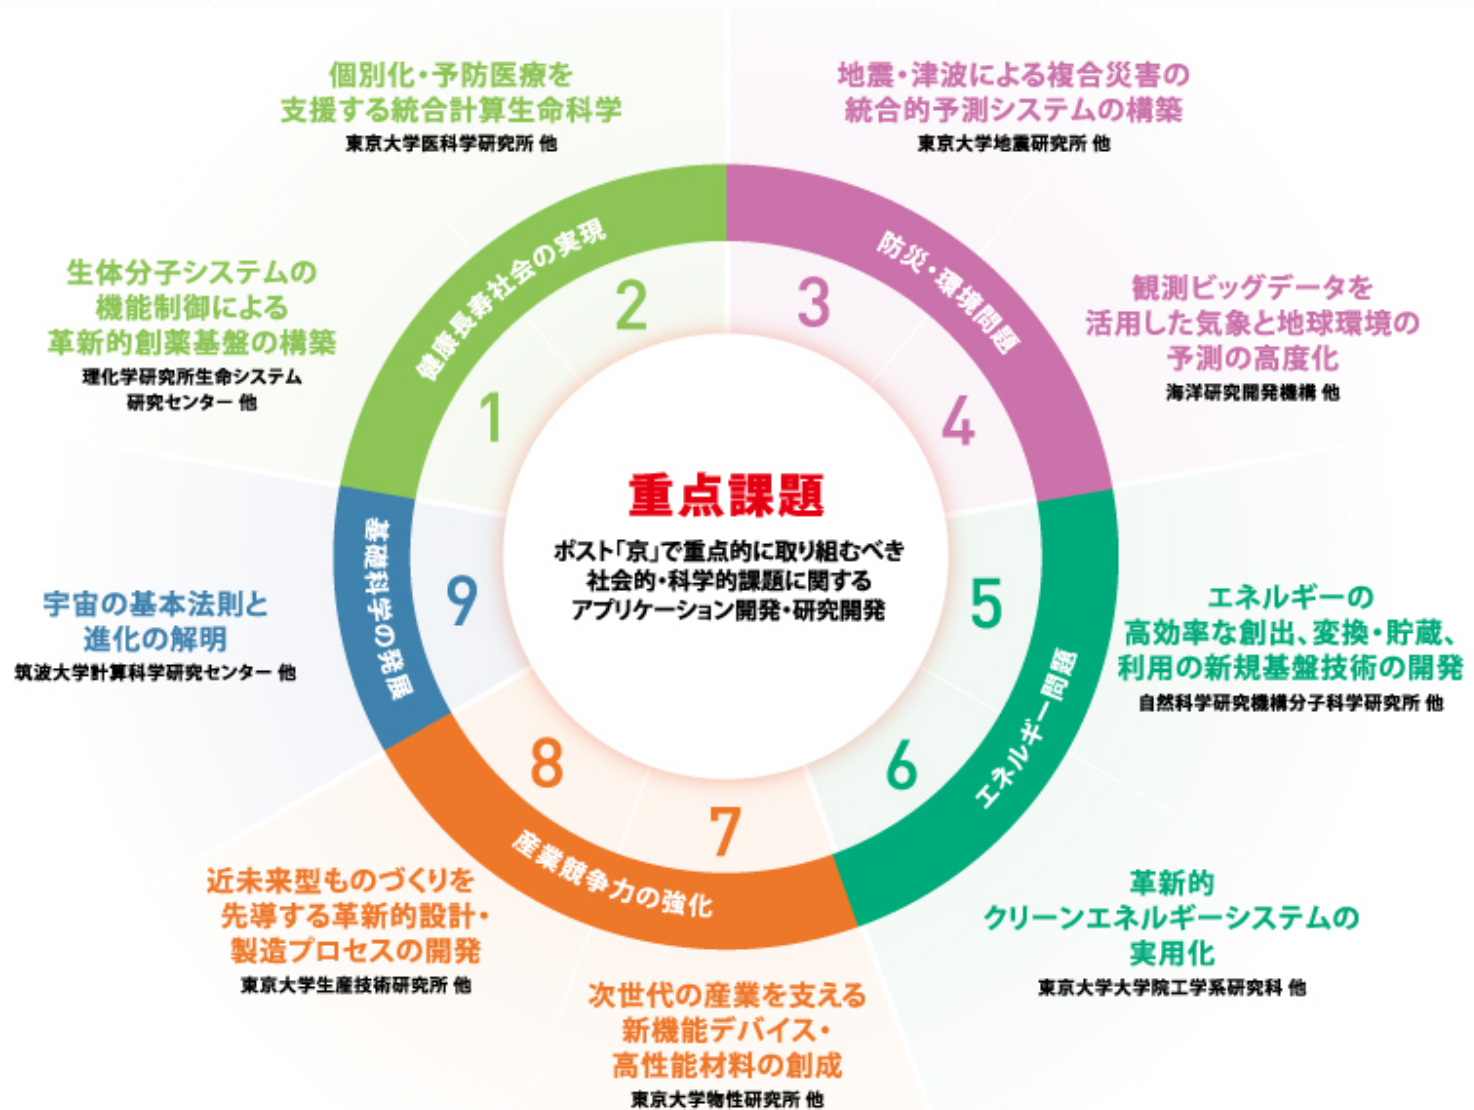 重点課題
ポスト「京」で重点的に取り組むべき
社会的・科学的課題に関する
アプリケーション開発・研究開発
健康長寿社会の実現
1
生体分子システムの
機能制御による
革新的創薬基盤の構築
理化学研究所生命システム
研究センター 他
2
個別化・予防医療を
支援する統合計算生命科学
東京大学医科学研究所 他
防災・環境問題
3
地震・津波による複合災害の
統合的予測システムの構築
東京大学地震研究所 他
4
観測ビッグデータを
活用した気象と地球環境の
予測の高度化
海洋研究開発機構 他
エネルギー問題
5
エネルギーの
高効率な創出、変換・貯蔵、
利用の新規基盤技術の開発
自然科学研究機構分子科学研究所 他
6
革新的
クリーンエネルギーシステムの
実用化
東京大学大学院工学系研究科 他
産業競争力の強化
7
次世代の産業を支える
新機能デバイス・
高性能材料の創成
東京大学物性研究所 他
8
近未来型ものづくりを
先導する革新的設計・
製造プロセスの開発
東京大学生産技術研究所 他
基礎科学の発展
9
宇宙の基本法則と
進化の解明
筑波大学計算科学研究センター 他